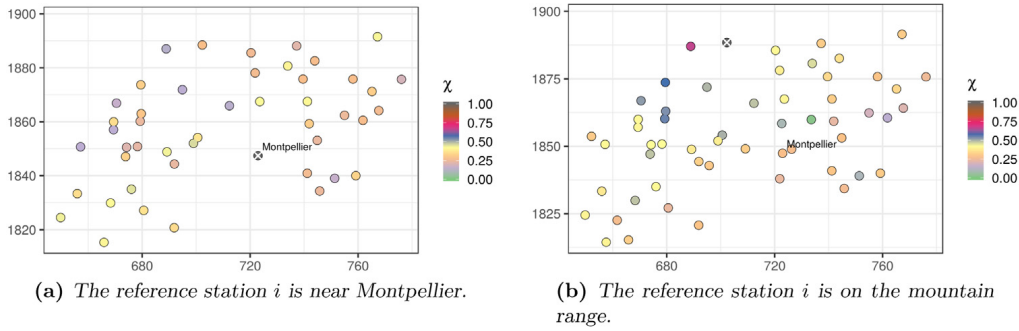 1900
1880
1860
1840
1820
680 720 760
Montpellier
χ
1.00
0.75
0.50
0.25
0.00
(a) The reference station i is near Montpellier.
1900
1875
1850
1825
680 720 760
Montpellier
χ
1.00
0.75
0.50
0.25
0.00
(b) The reference station i is on the mountain
range.